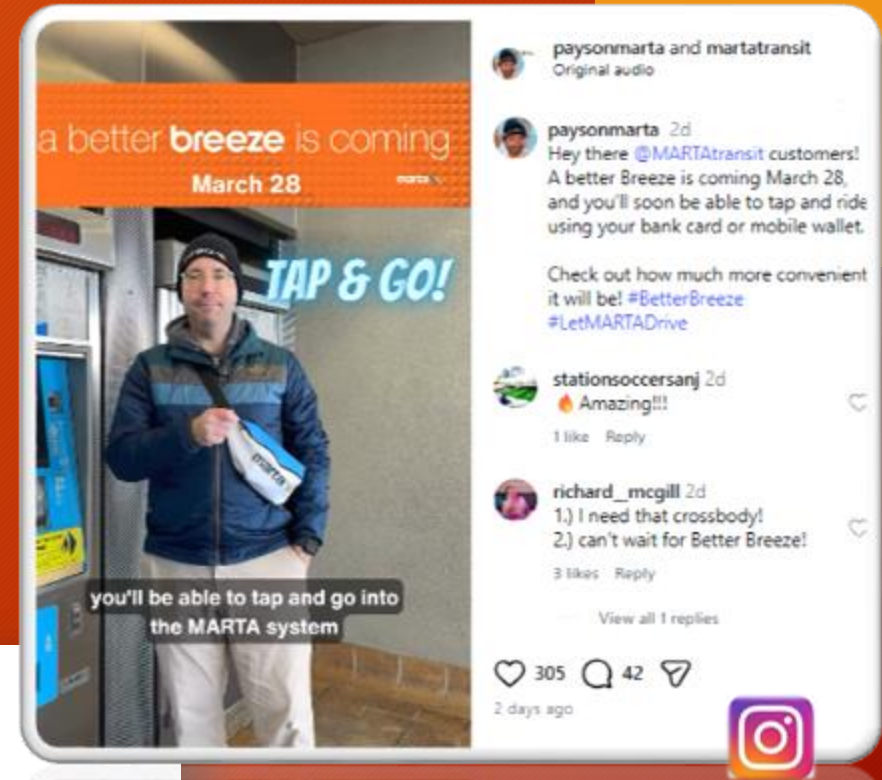 a better breeze is coming
March 28
marta
TAP & GO!
marta
you'll be able to tap and go into
the MARTA system
paysonmarta and martatransit
Original audio
paysonmarta 2d
Hey there @MARTAtransit customers!
A better Breeze is coming March 28,
and you'll soon be able to tap and ride
using your bank card or mobile wallet.
Check out how much more convenient
it will be! #BetterBreeze
#LetMARTADrive
stationsoccersanj 2d
🔥 Amazing!!!
1 like Reply
richard__mcgill 2d
1.) I need that crossbody!
2.) can't wait for Better Breeze!
3 likes Reply
View all 1 replies
305 42
2 days ago